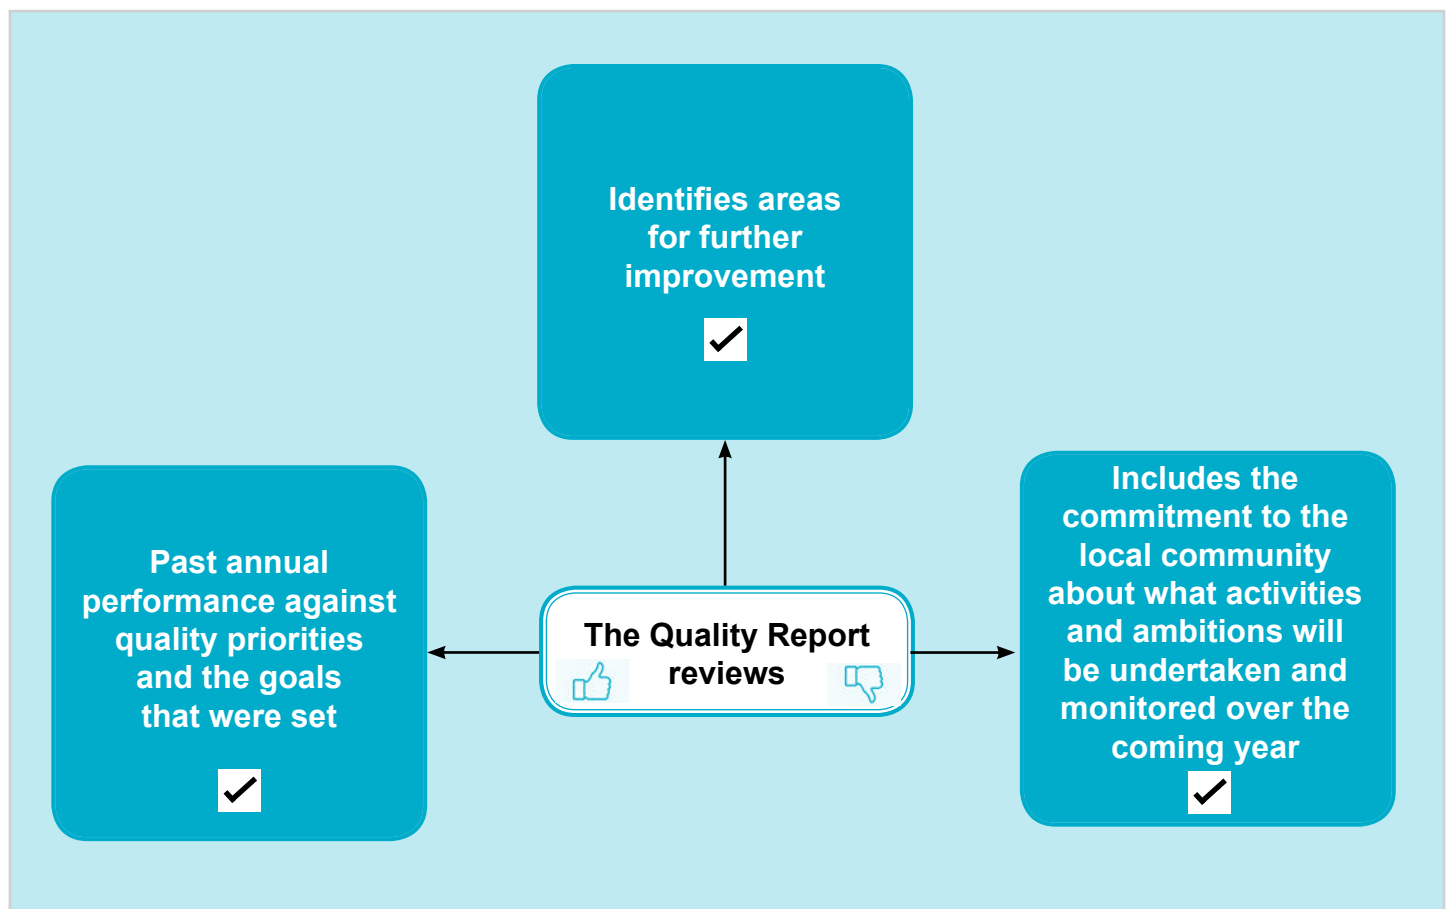 Identifies areas
for further
improvement
Past annual
performance against
quality priorities
and the goals
that were set
The Quality Report
reviews
Includes the
commitment to the
local community
about what activities
and ambitions will
be undertaken and
monitored over the
coming year